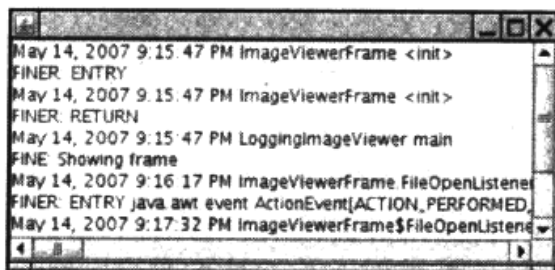 May 14, 2007 9:15:47 PM ImageViewerFrame <init>
FINER: ENTRY
May 14, 2007 9:15:47 PM ImageViewerFrame <init>
FINER: RETURN
May 14, 2007 9:15:47 PM LoggingImageViewer main
FINE: Showing frame
May 14, 2007 9:16:17 PM ImageViewerFrame.FileOpenListener
FINER: ENTRY java.awt.event.ActionEvent[ACTION_PERFORMED,
May 14, 2007 9:17:32 PM ImageViewerFrame$FileOpenListene